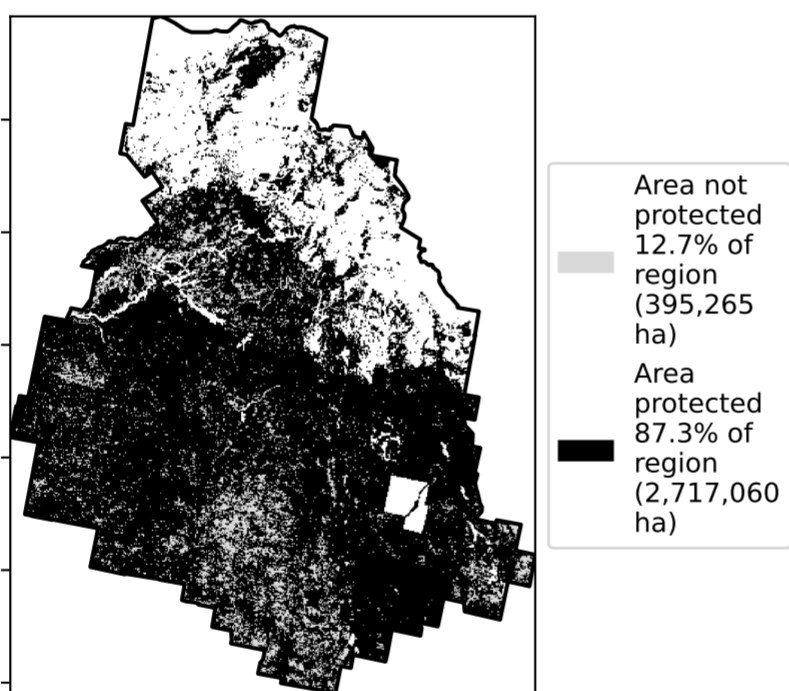 Area not
protected
12.7% of
region
(395,265
ha)
Area
protected
87.3% of
region
(2,717,060
ha)